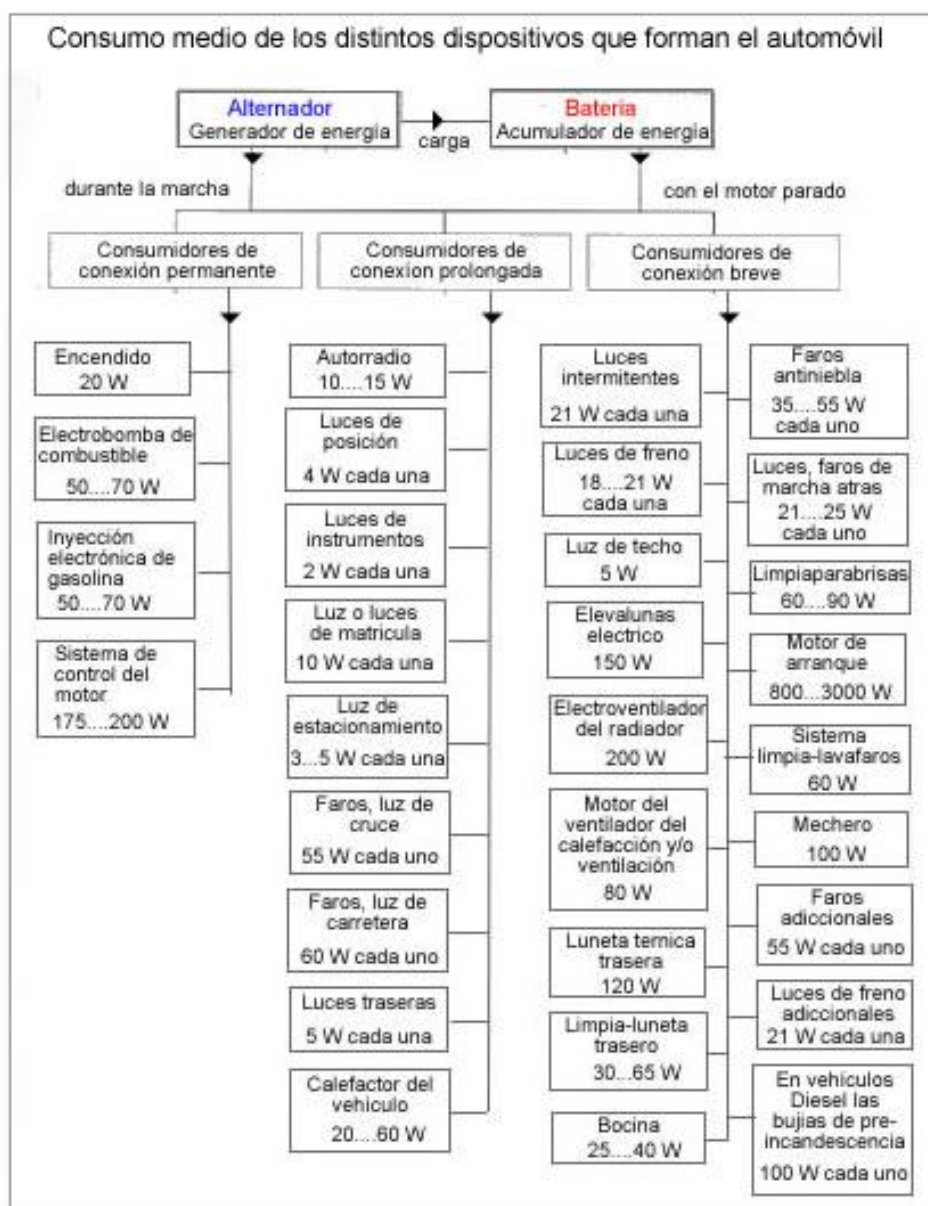 Consumo medio de los distintos dispositivos que forman el automóvil
Alternador
Generador de energia
carga
Bateria
Acumulador de energia
durante la marcha
con el motor parado
Consumidores de
conexión permanente
Consumidores de
conexion prolongada
Consumidores de
conexión breve
Encendido
20 W
Electrobomba de
combustible
50....70 W
Inyección
electrónica de
gasolina
50....70 W
Sistema de
control del
motor
175....200 W
Autorradio
10....15 W
Luces de
posición
4 W cada una
Luces de
instrumentos
2 W cada una
Luz o luces
de matricula
10 W cada una
Luz de
estacionamiento
3...5 W cada una
Faros, luz de
cruce
55 W cada uno
Faros, luz de
carretera
60 W cada uno
Luces traseras
5 W cada una
Calefactor del
vehiculo
20....60 W
Luces
intermitentes
21 W cada una
Luces de freno
18....21 W
cada una
Luz de techo
5 W
Elevalunas
electrico
150 W
Electroventilador
del radiador
200 W
Motor del
ventilador del
calefacción y/o
ventilación
80 W
Luneta ternica
trasera
120 W
Limpia-luneta
trasero
30...65 W
Bocina
25....40 W
Faros
antiniebla
35....55 W
cada uno
Luces, faros de
marcha atras
21....25 W
cada uno
Limpiaparabrisas
60....90 W
Motor de
arranque
800...3000 W
Sistema
limpia-lavafaros
60 W
Mechero
100 W
Faros
adiccionales
55 W cada uno
Luces de freno
adiccionales
21 W cada una
En vehiculos
Diesel las
bujias de pre-
incandescencia
100 W cada uno